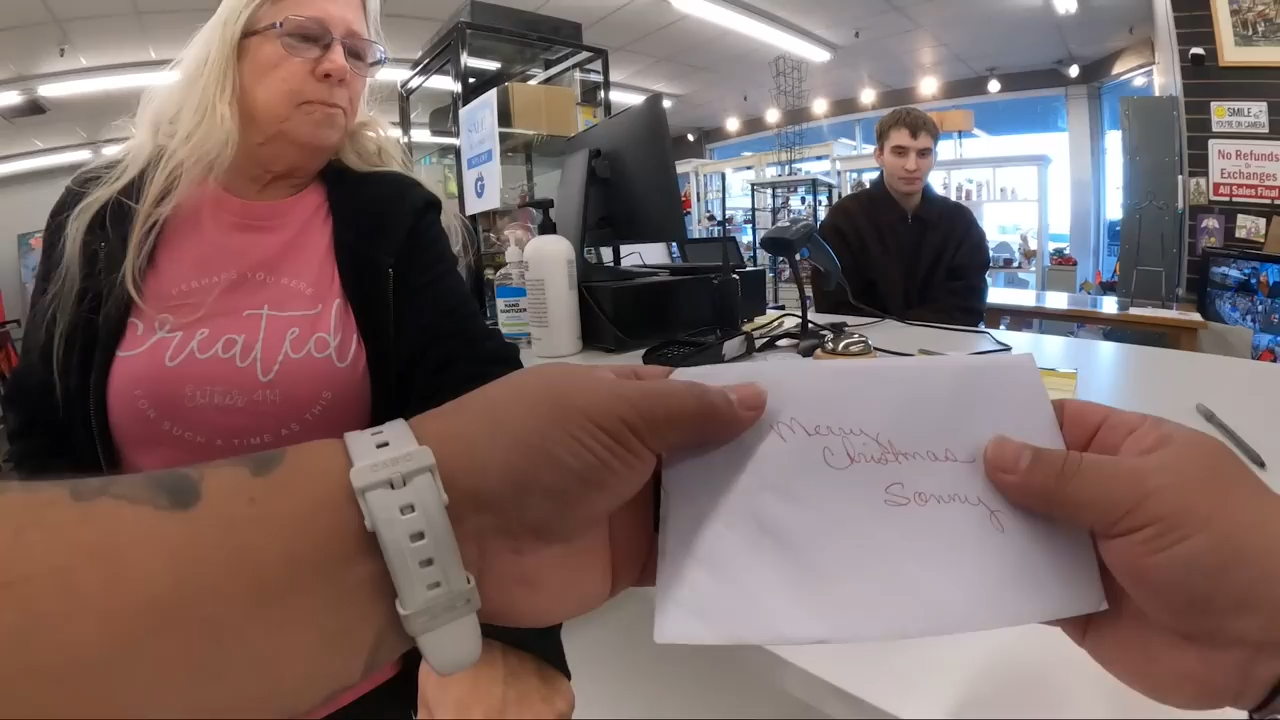 PERHAPS YOU WERE
created
Esther 4:14
FOR SUCH A TIME AS THIS
SALE
HAND
SANITIZER
CASIO
Merry
Christmas
Sonny
SMILE
YOU'RE ON CAMERA
No Refunds
Or
Exchanges
All Sales Final